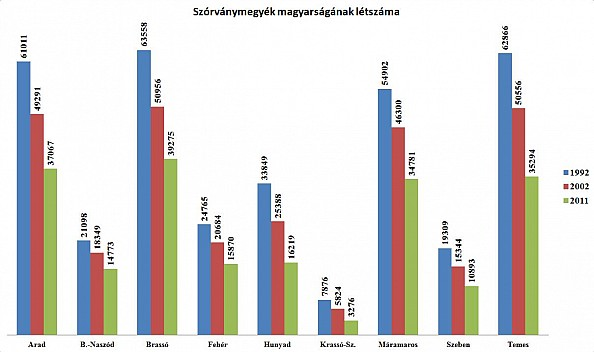 Szórványmegyék magyarságának létszáma
61011 49291 37067
21098 18349 14773
63558 50956 39275
24765 20684 15870
33849 25388 16219
7876 5824 3276
54902 46300 34781
19309 15344 10893
62866 50556 35294
1992
2002
2011
Arad B.-Naszód Brassó Fehér Hunyad Krassó-Sz. Máramaros Szeben Temes